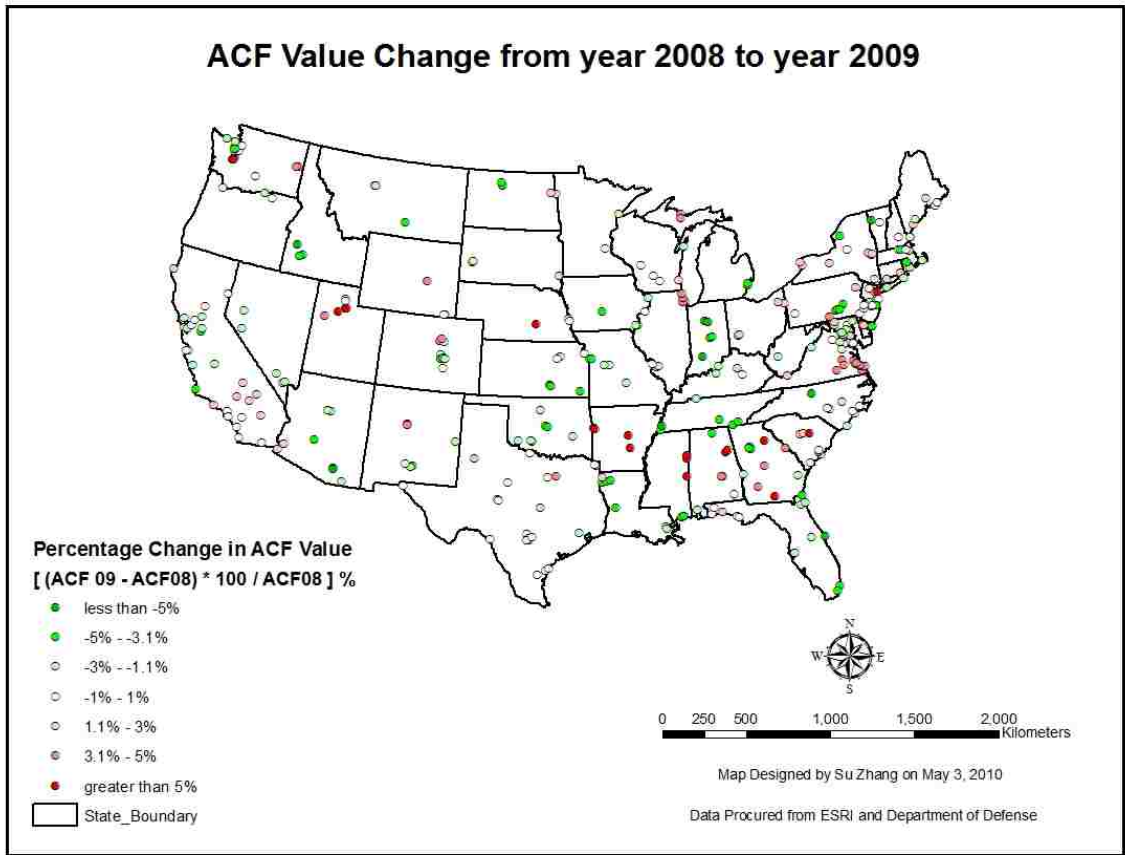 ACF Value Change from year 2008 to year 2009
Percentage Change in ACF Value
[ (ACF 09 - ACF08) * 100 / ACF08 ] %
less than -5%
-5% - -3.1%
-3% - -1.1%
-1% - 1%
1.1% - 3%
3.1% - 5%
greater than 5%
State_Boundary
N
W E
S
0 250 500 1,000 1,500 2,000
Kilometers
Map Designed by Su Zhang on May 3, 2010
Data Procured from ESRI and Department of Defense